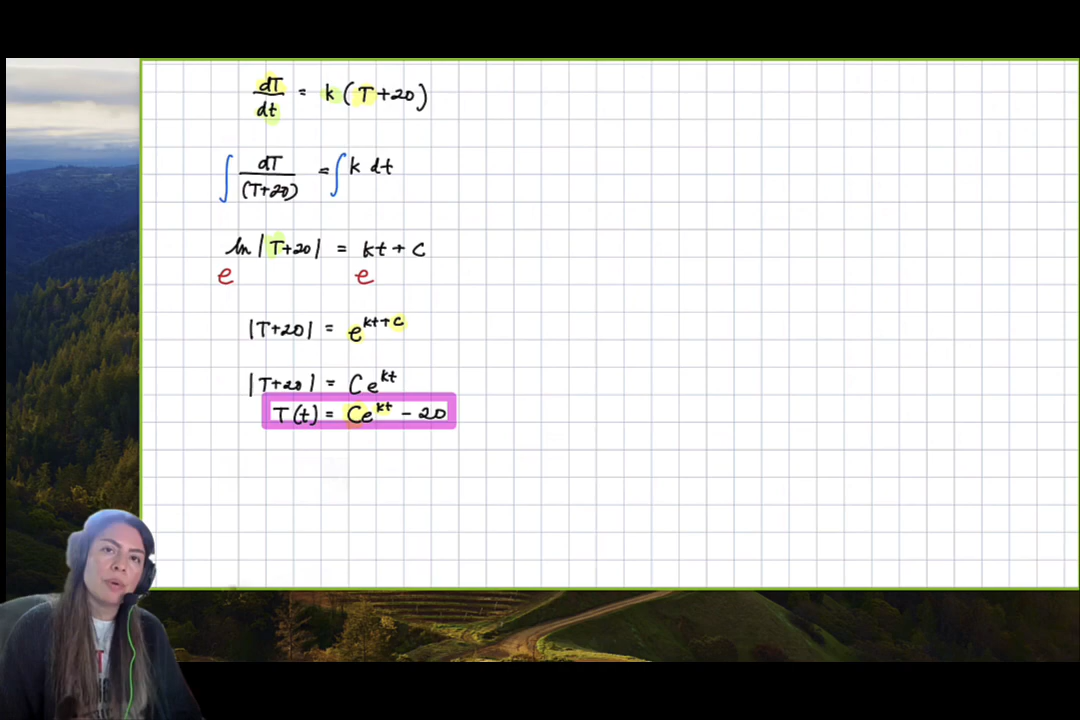 dT/dt = k(T+20)
∫ dT/(T+20) = ∫ k dt
ln|T+20| = kt + c
e e
|T+20| = e^(kt+c)
|T+20| = Ce^(kt)
T(t) = Ce^(kt) - 20